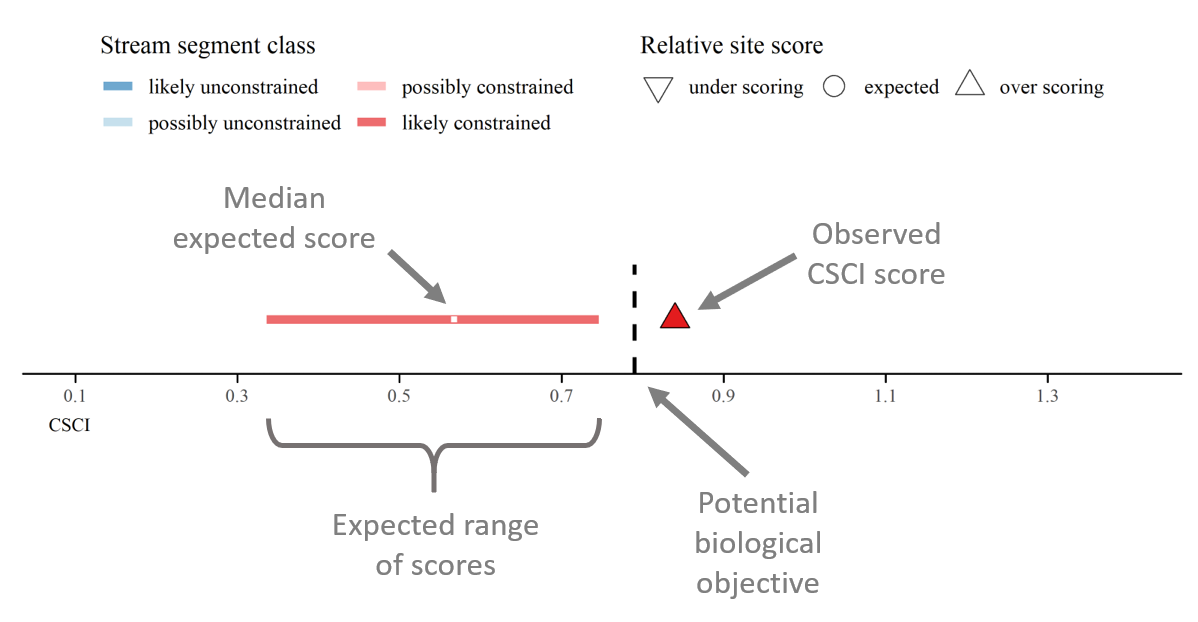 Stream segment class
likely unconstrained
possibly constrained
possibly unconstrained
likely constrained
Relative site score
under scoring
expected
over scoring
Median
expected score
Observed
CSCI score
0.1
0.3
0.5
0.7
0.9
1.1
1.3
CSCI
Expected range
of scores
Potential
biological
objective